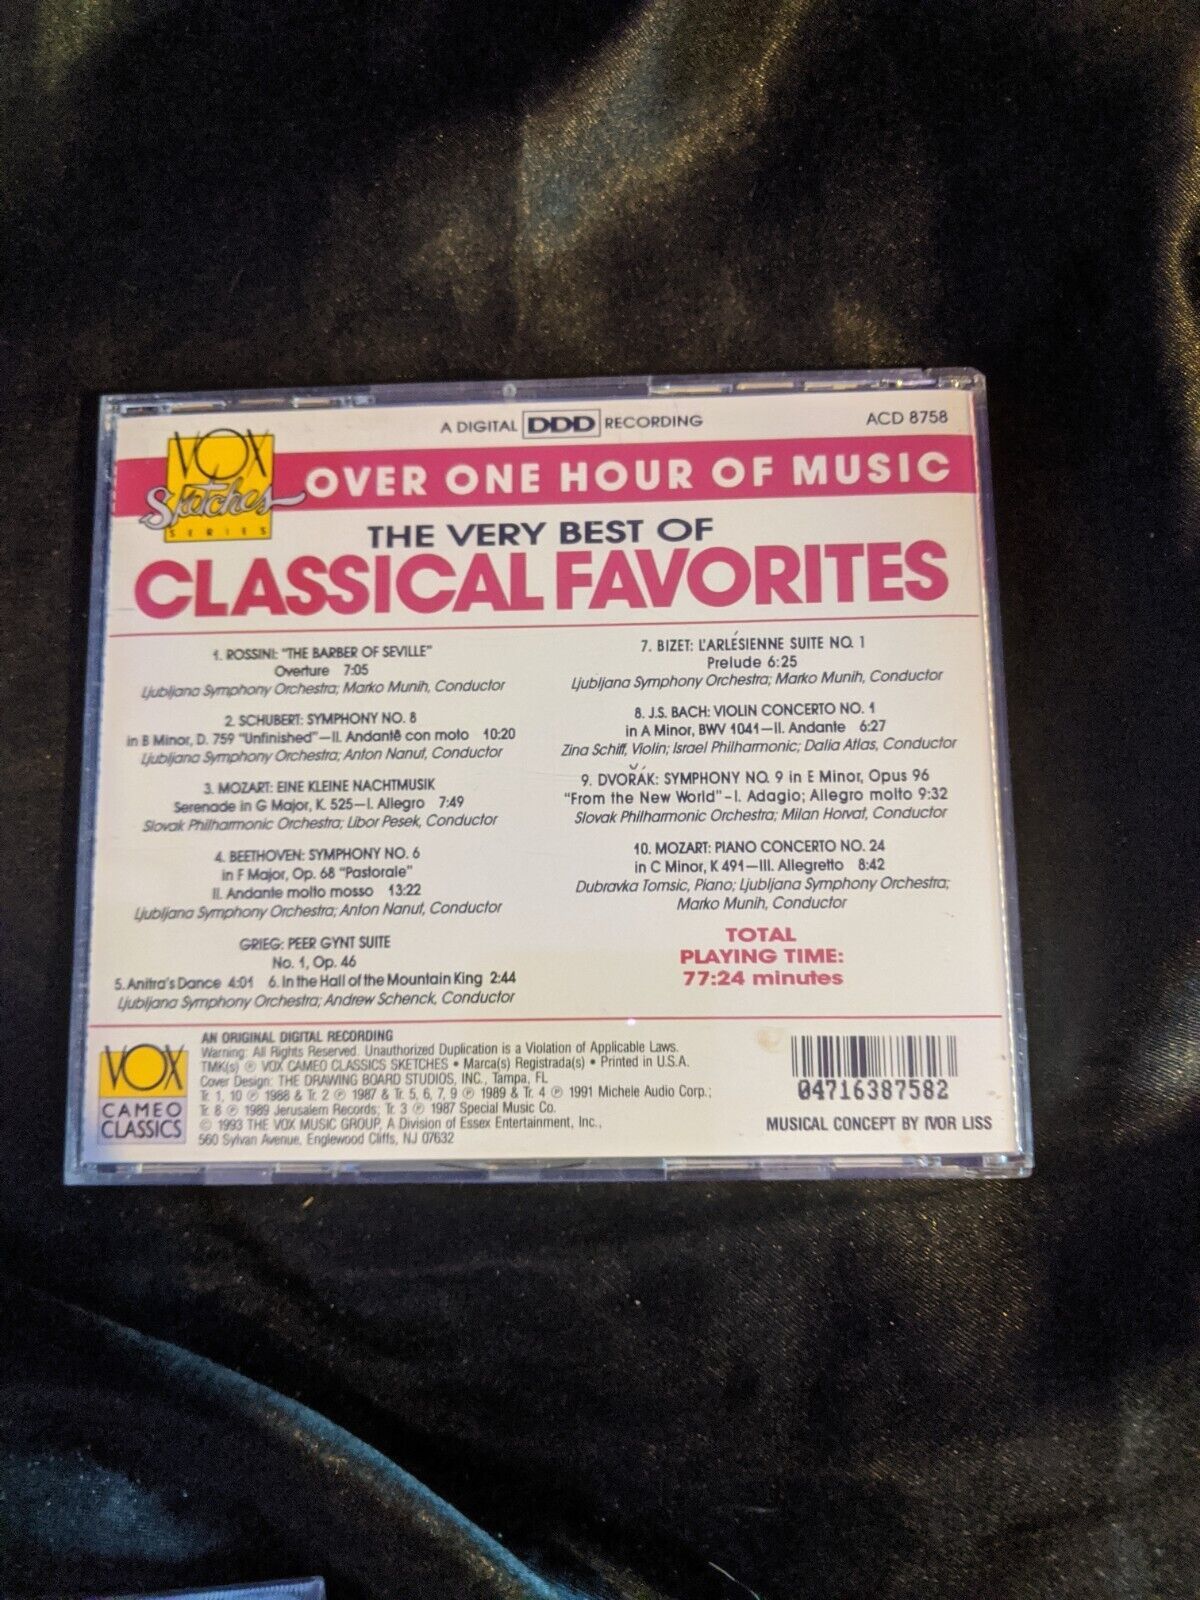 A DIGITAL DDD RECORDING
ACD 8758
VOX
Sketches
SERIES
OVER ONE HOUR OF MUSIC
THE VERY BEST OF
CLASSICAL FAVORITES
1. ROSSINI: "THE BARBER OF SEVILLE"
Overture 7:05
Ljubljana Symphony Orchestra; Marko Munih, Conductor
2. SCHUBERT: SYMPHONY NO. 8
in B Minor, D. 759 "Unfinished"—II. Andantê con moto 10:20
Ljubljana Symphony Orchestra; Anton Nanut, Conductor
3. MOZART: EINE KLEINE NACHTMUSIK
Serenade in G Major, K. 525—I. Allegro 7:49
Slovak Philharmonic Orchestra; Libor Pesek, Conductor
4. BEETHOVEN: SYMPHONY NO. 6
in F Major, Op. 68 "Pastorale"
II. Andante molto mosso 13:22
Ljubljana Symphony Orchestra; Anton Nanut, Conductor
GRIEG: PEER GYNT SUITE
No. 1, Op. 46
5. Anitra's Dance 4:01 6. In the Hall of the Mountain King 2:44
Ljubljana Symphony Orchestra; Andrew Schenck, Conductor
7. BIZET: L'ARLÉSIENNE SUITE NO. 1
Prelude 6:25
Ljubljana Symphony Orchestra; Marko Munih, Conductor
8. J.S. BACH: VIOLIN CONCERTO NO. 1
in A Minor, BWV 1041—II. Andante 6:27
Zina Schiff, Violin; Israel Philharmonic; Dalia Atlas, Conductor
9. DVOŘÁK: SYMPHONY NO. 9 in E Minor, Opus 96
"From the New World"-I. Adagio; Allegro molto 9:32
Slovak Philharmonic Orchestra; Milan Horvat, Conductor
10. MOZART: PIANO CONCERTO NO. 24
in C Minor, K 491—III. Allegretto 8:42
Dubravka Tomsic, Piano; Ljubljana Symphony Orchestra;
Marko Munih, Conductor
TOTAL
PLAYING TIME:
77:24 minutes
VOX
CAMEO
CLASSICS
AN ORIGINAL DIGITAL RECORDING
Warning: All Rights Reserved. Unauthorized Duplication is a Violation of Applicable Laws.
TMK(s) ® VOX CAMEO CLASSICS SKETCHES • Marca(s) Registrada(s) • Printed in U.S.A.
Cover Design: THE DRAWING BOARD STUDIOS, INC., Tampa, FL
Tr. 1, 10 ℗ 1988 & Tr. 2 ℗ 1987 & Tr. 5, 6, 7, 9 ℗ 1989 & Tr. 4 ℗ 1991 Michele Audio Corp.;
Tr. 8 ℗ 1989 Jerusalem Records; Tr. 3 ℗ 1987 Special Music Co.
© 1993 THE VOX MUSIC GROUP, A Division of Essex Entertainment, Inc.,
560 Sylvan Avenue, Englewood Cliffs, NJ 07632
04716387582
MUSICAL CONCEPT BY IVOR LISS